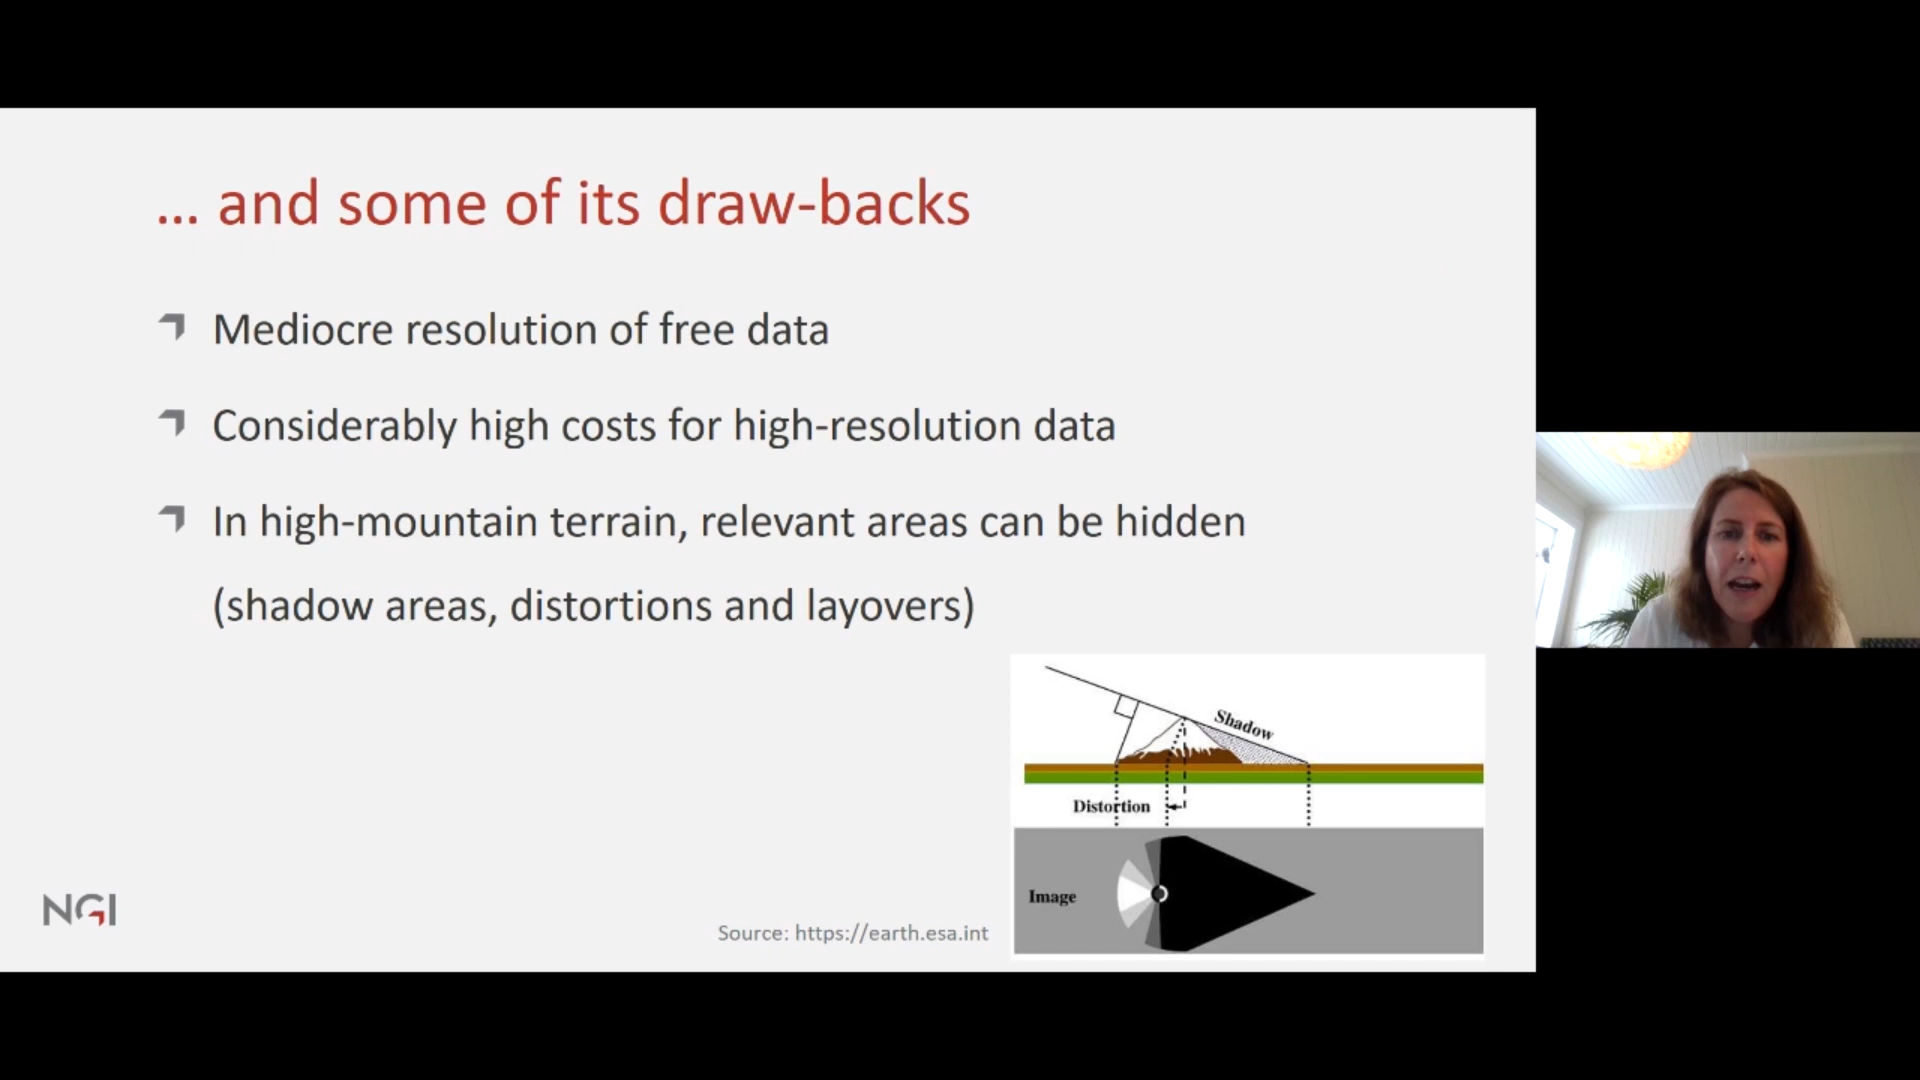 ... and some of its draw-backs
Mediocre resolution of free data
Considerably high costs for high-resolution data
In high-mountain terrain, relevant areas can be hidden
(shadow areas, distortions and layovers)
Shadow
Distortion
Image
NGI
Source: https://earth.esa.int